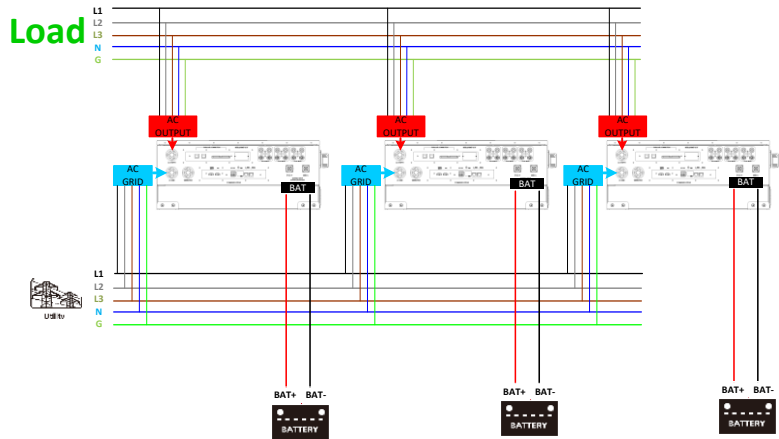 L1
L2
L3
N
G
Load
AC
OUTPUT
AC
OUTPUT
AC
OUTPUT
AC
GRID
AC
GRID
AC
GRID
BAT
BAT
BAT
L1
L2
L3
N
G
Utility
BAT+ BAT-
BATTERY
BAT+ BAT-
BATTERY
BAT+ BAT-
BATTERY